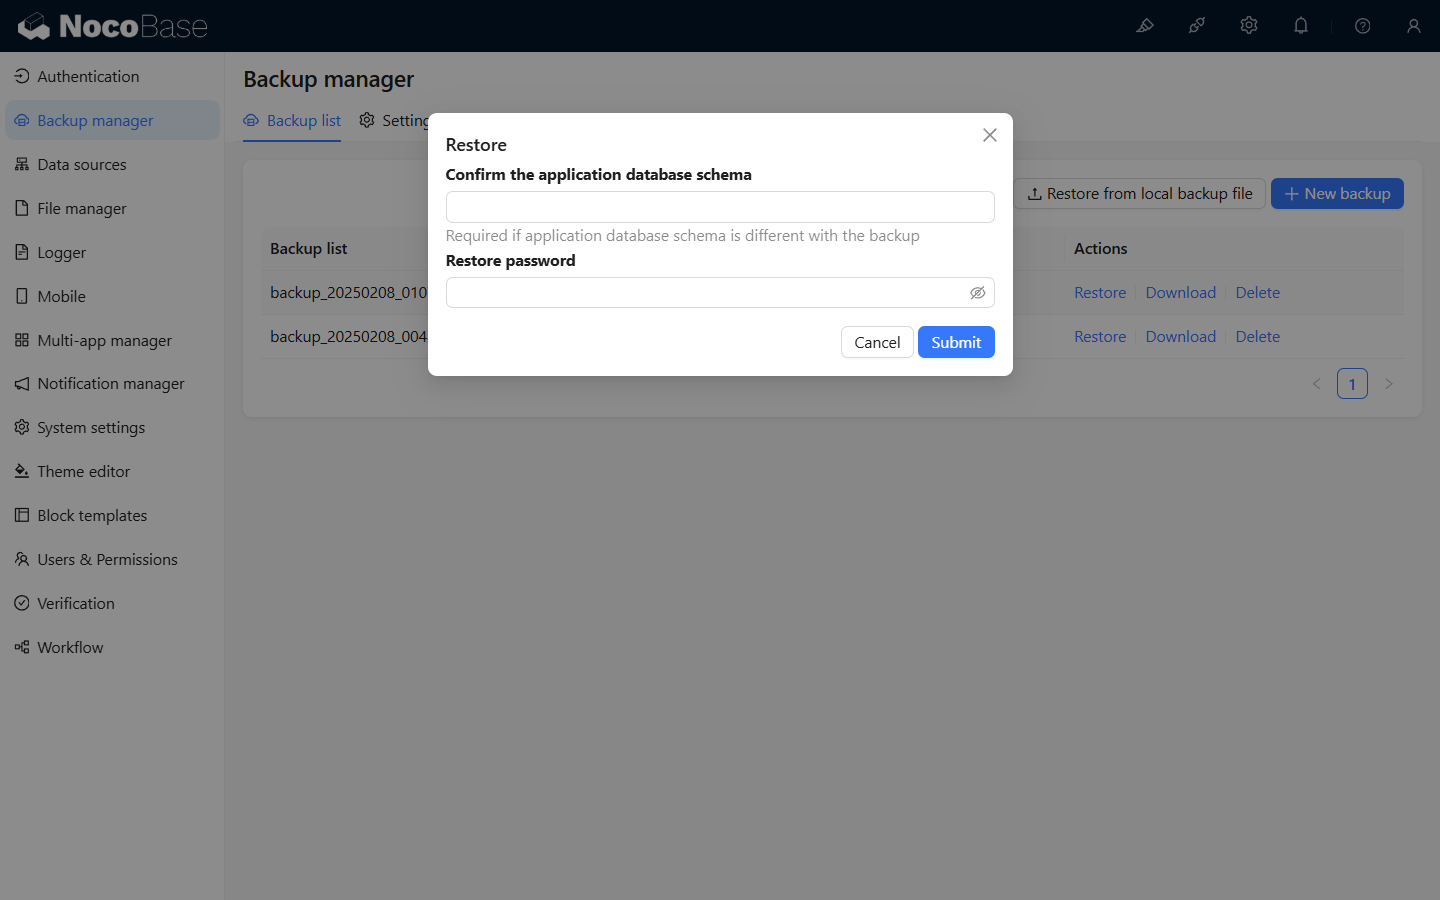 NocoBase
Authentication
Backup manager
Data sources
File manager
Logger
Mobile
Multi-app manager
Notification manager
System settings
Theme editor
Block templates
Users & Permissions
Verification
Workflow
Backup manager
Backup list
Setting
Restore from local backup file
New backup
Backup list
Actions
backup_20250208_010
Restore
Download
Delete
backup_20250208_004
Restore
Download
Delete
1
Restore
Confirm the application database schema
Required if application database schema is different with the backup
Restore password
Cancel
Submit